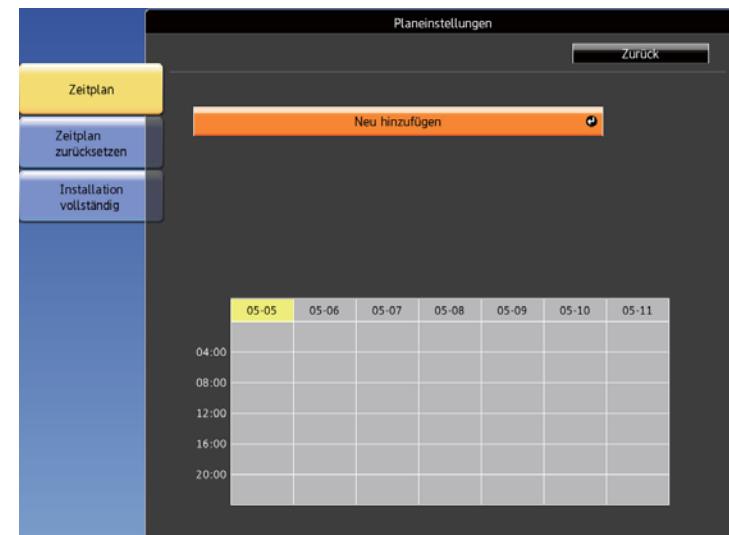 Planeinstellungen
Zurück
Zeitplan
Neu hinzufügen
Zeitplan
zurücksetzen
Installation
vollständig
05-05 05-06 05-07 05-08 05-09 05-10 05-11
04:00
08:00
12:00
16:00
20:00